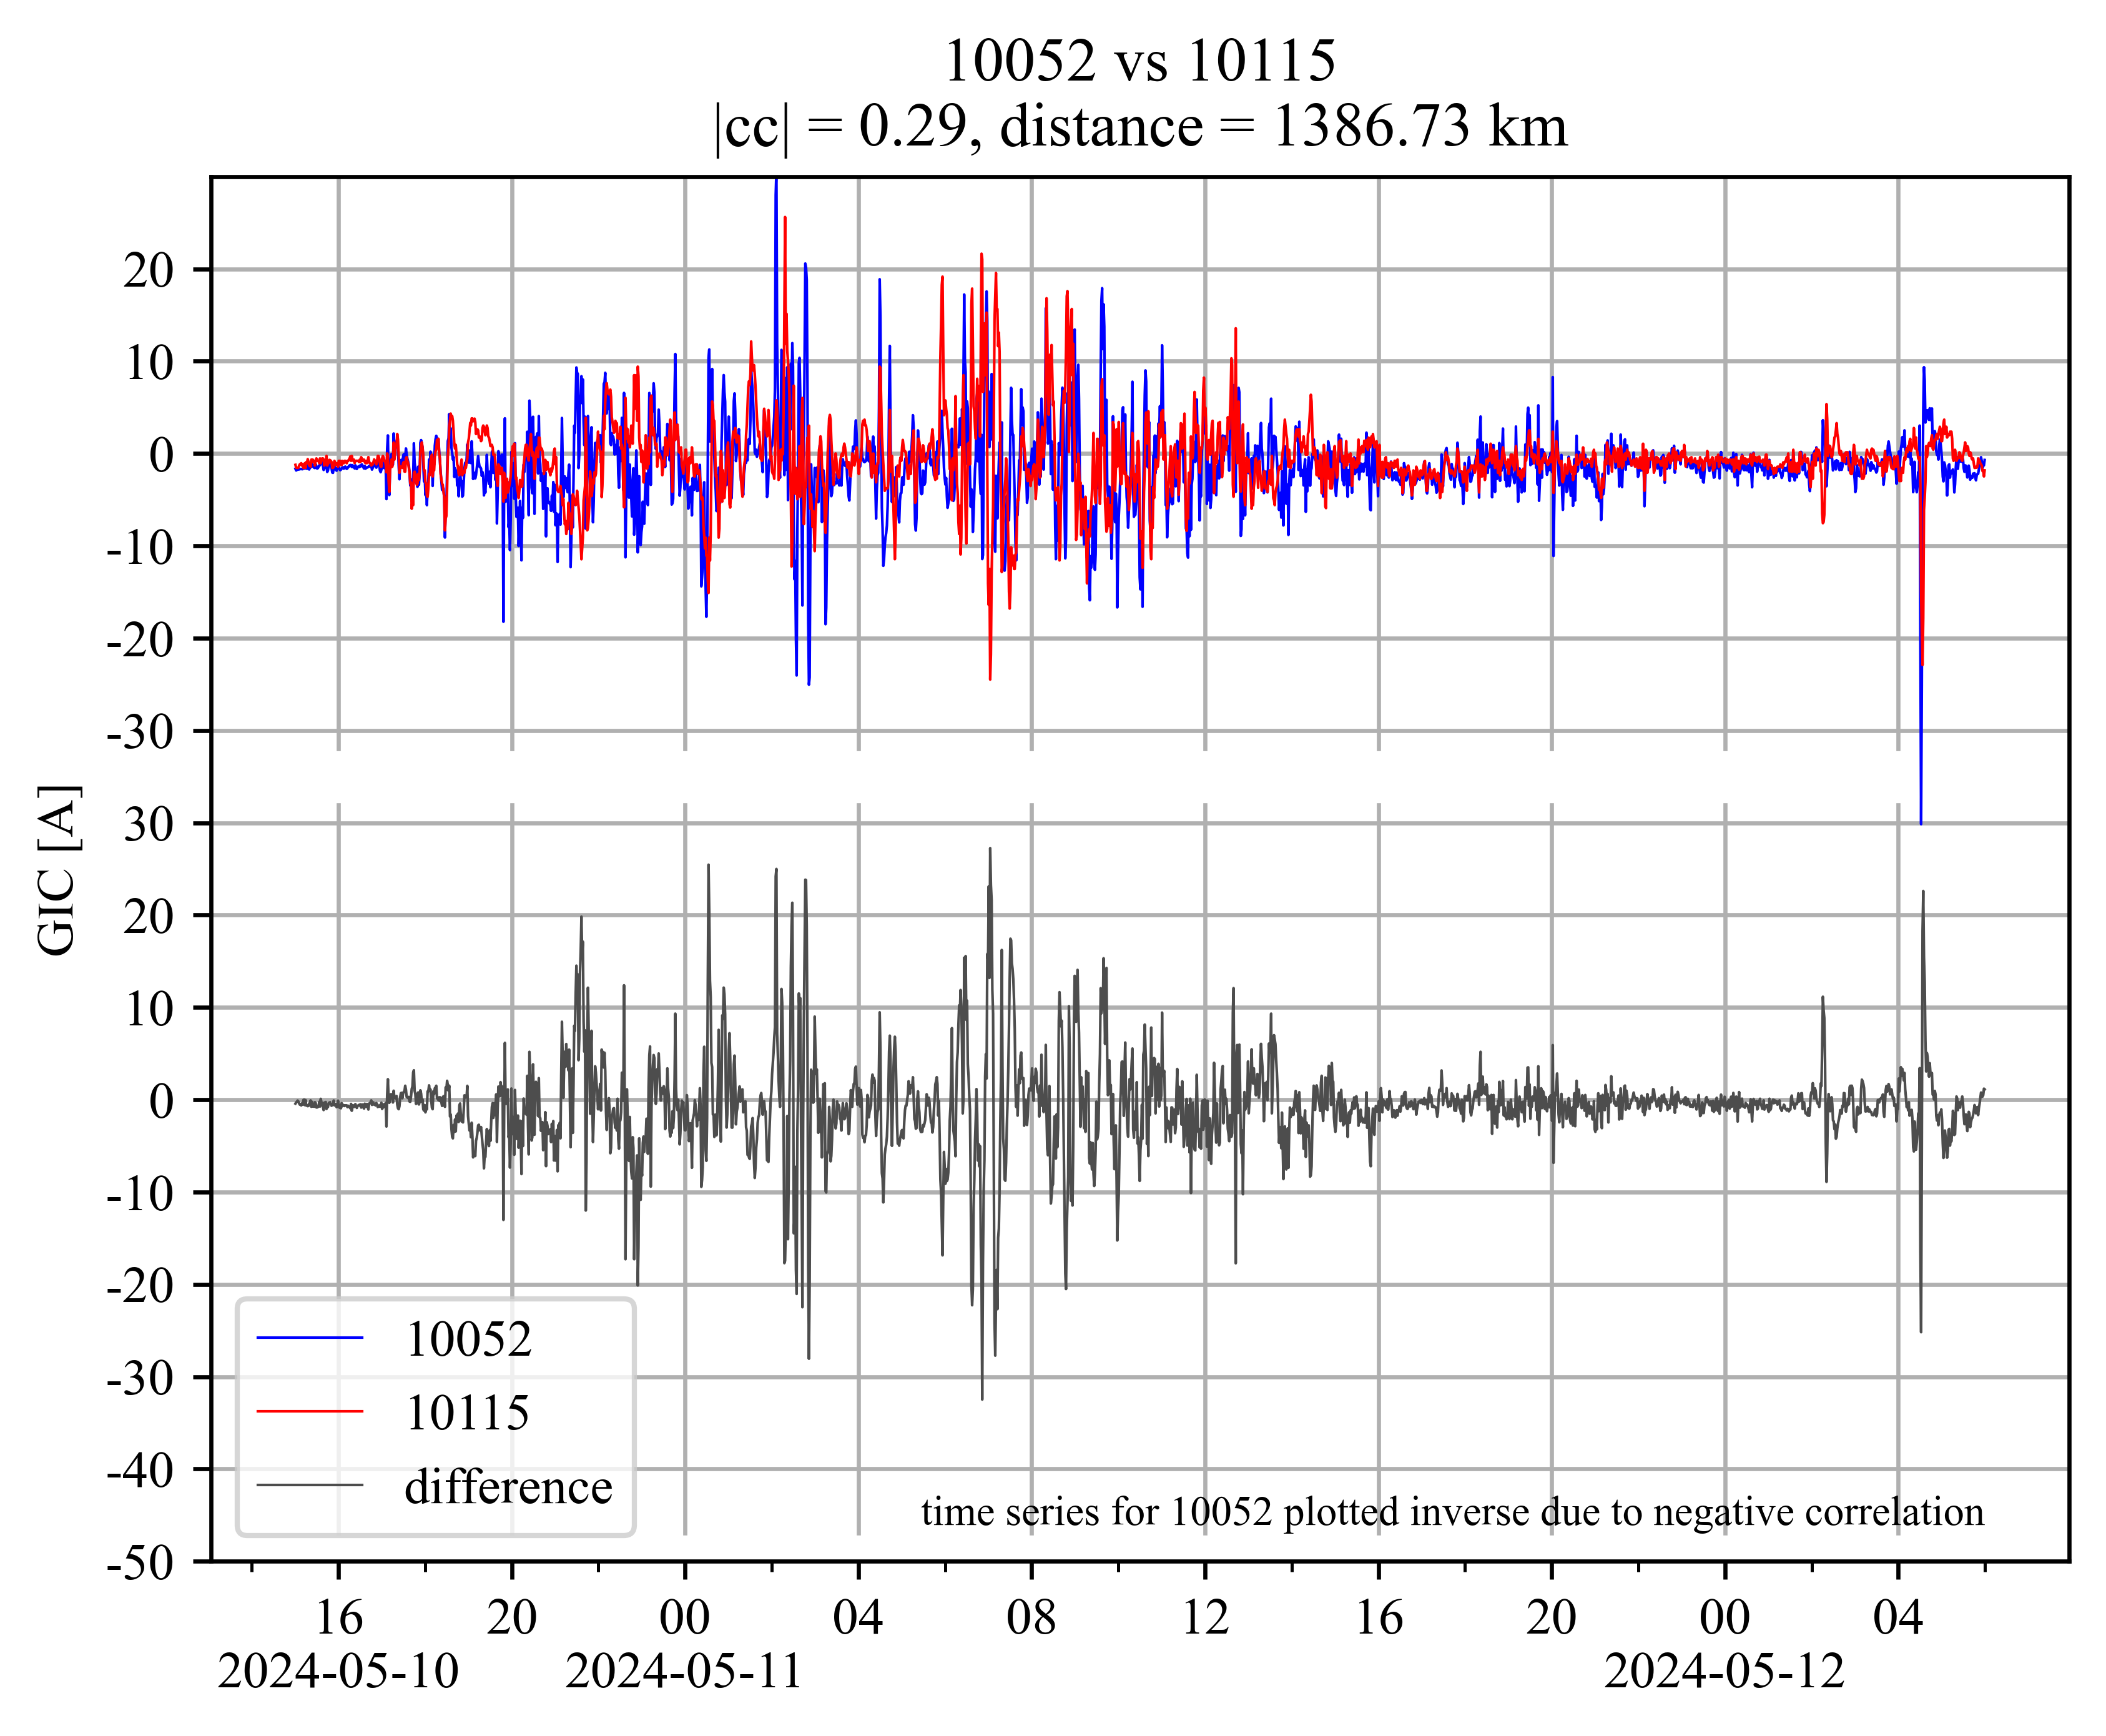 10052 vs 10115
|cc| = 0.29, distance = 1386.73 km
20
10
0
-10
-20
-30
30
20
10
0
-10
-20
-30
-40
-50
GIC [A]
10052
10115
difference
time series for 10052 plotted inverse due to negative correlation
16 20 00 04 08 12 16 20 00 04
2024-05-10 2024-05-11 2024-05-12